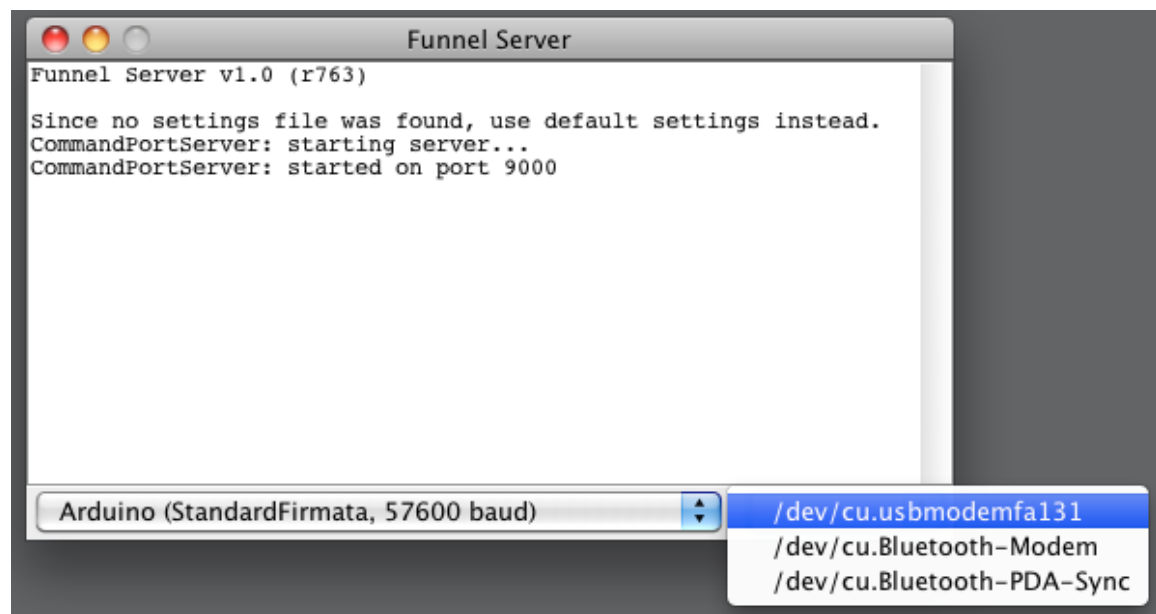 Funnel Server
Funnel Server v1.0 (r763)
Since no settings file was found, use default settings instead.
CommandPortServer: starting server...
CommandPortServer: started on port 9000
Arduino (StandardFirmata, 57600 baud)
/dev/cu.usbmodemfa131
/dev/cu.Bluetooth-Modem
/dev/cu.Bluetooth-PDA-Sync